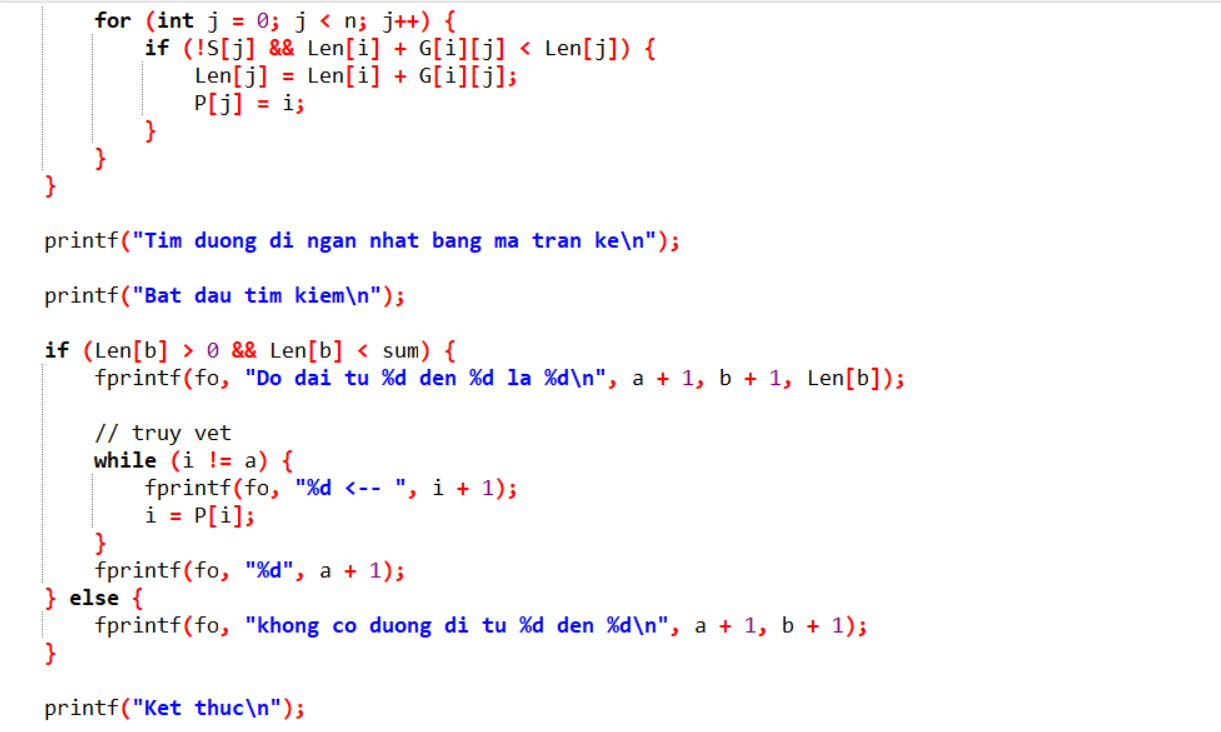 for (int j = 0; j < n; j++) {
if (!S[j] && Len[i] + G[i][j] < Len[j]) {
Len[j] = Len[i] + G[i][j];
P[j] = i;
}
}
}
printf("Tim duong di ngan nhat bang ma tran ke\n");
printf("Bat dau tim kiem\n");
if (Len[b] > 0 && Len[b] < sum) {
fprintf(fo, "Do dai tu %d den %d la %d\n", a + 1, b + 1, Len[b]);
// truy vet
while (i != a) {
fprintf(fo, "%d <-- ", i + 1);
i = P[i];
}
fprintf(fo, "%d", a + 1);
} else {
fprintf(fo, "khong co duong di tu %d den %d\n", a + 1, b + 1);
}
printf("Ket thuc\n");